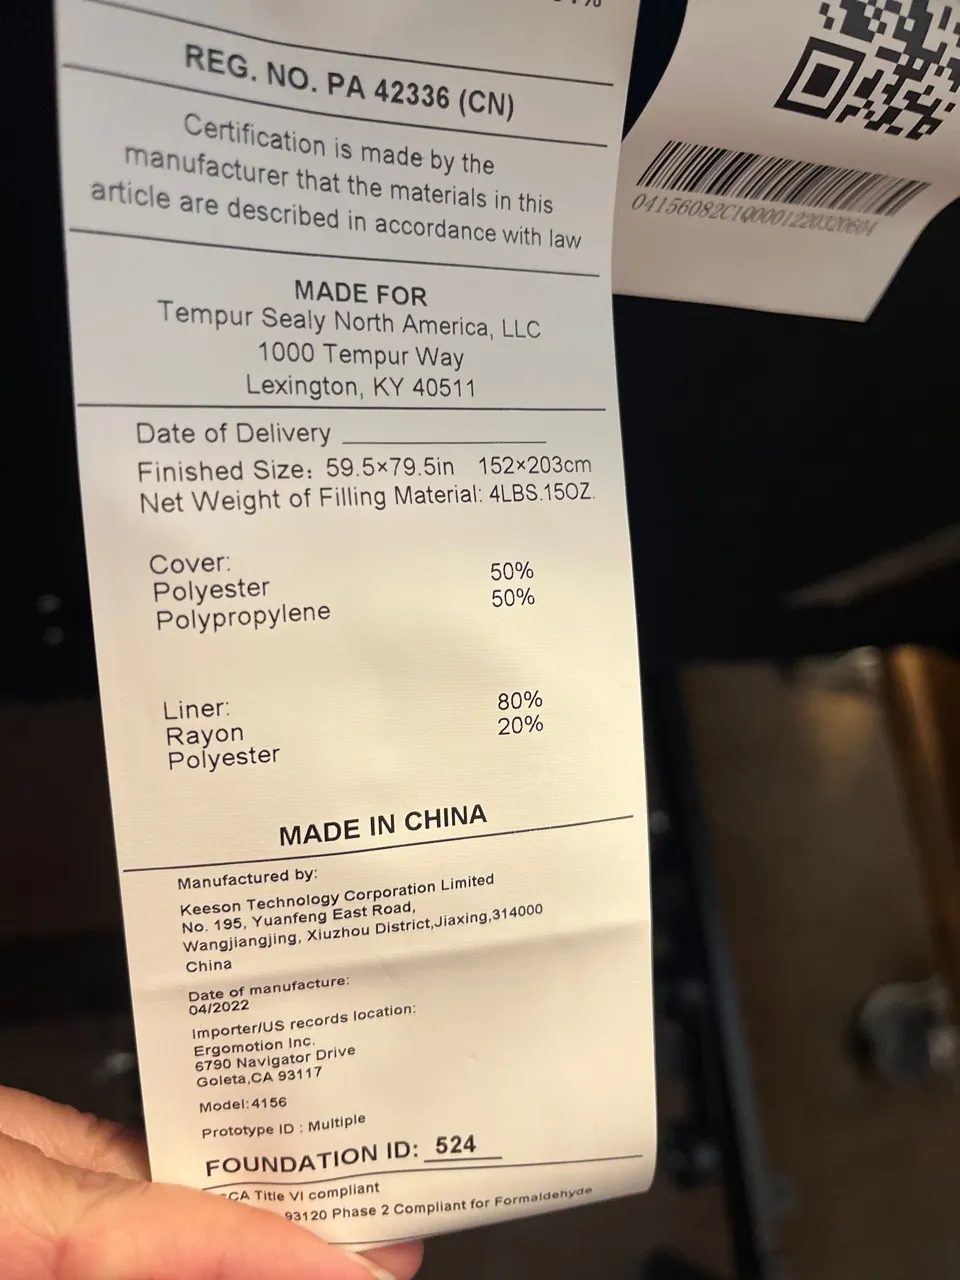 REG. NO. PA 42336 (CN)
Certification is made by the
manufacturer that the materials in this
article are described in accordance with law
MADE FOR
Tempur Sealy North America, LLC
1000 Tempur Way
Lexington, KY 40511
Date of Delivery
Finished Size: 59.5×79.5in 152×203cm
Net Weight of Filling Material: 4LBS.15OZ.
Cover:
Polyester 50%
Polypropylene 50%
Liner:
Rayon 80%
Polyester 20%
MADE IN CHINA
Manufactured by:
Keeson Technology Corporation Limited
No. 195, Yuanfeng East Road,
Wangjiangjing, Xiuzhou District,Jiaxing,314000
China
Date of manufacture:
04/2022
Importer/US records location:
Ergomotion Inc.
6790 Navigator Drive
Goleta,CA 93117
Model:4156
Prototype ID : Multiple
FOUNDATION ID: 524
CA Title VI compliant
93120 Phase 2 Compliant for Formaldehyde
04156082C1Q0001220320604